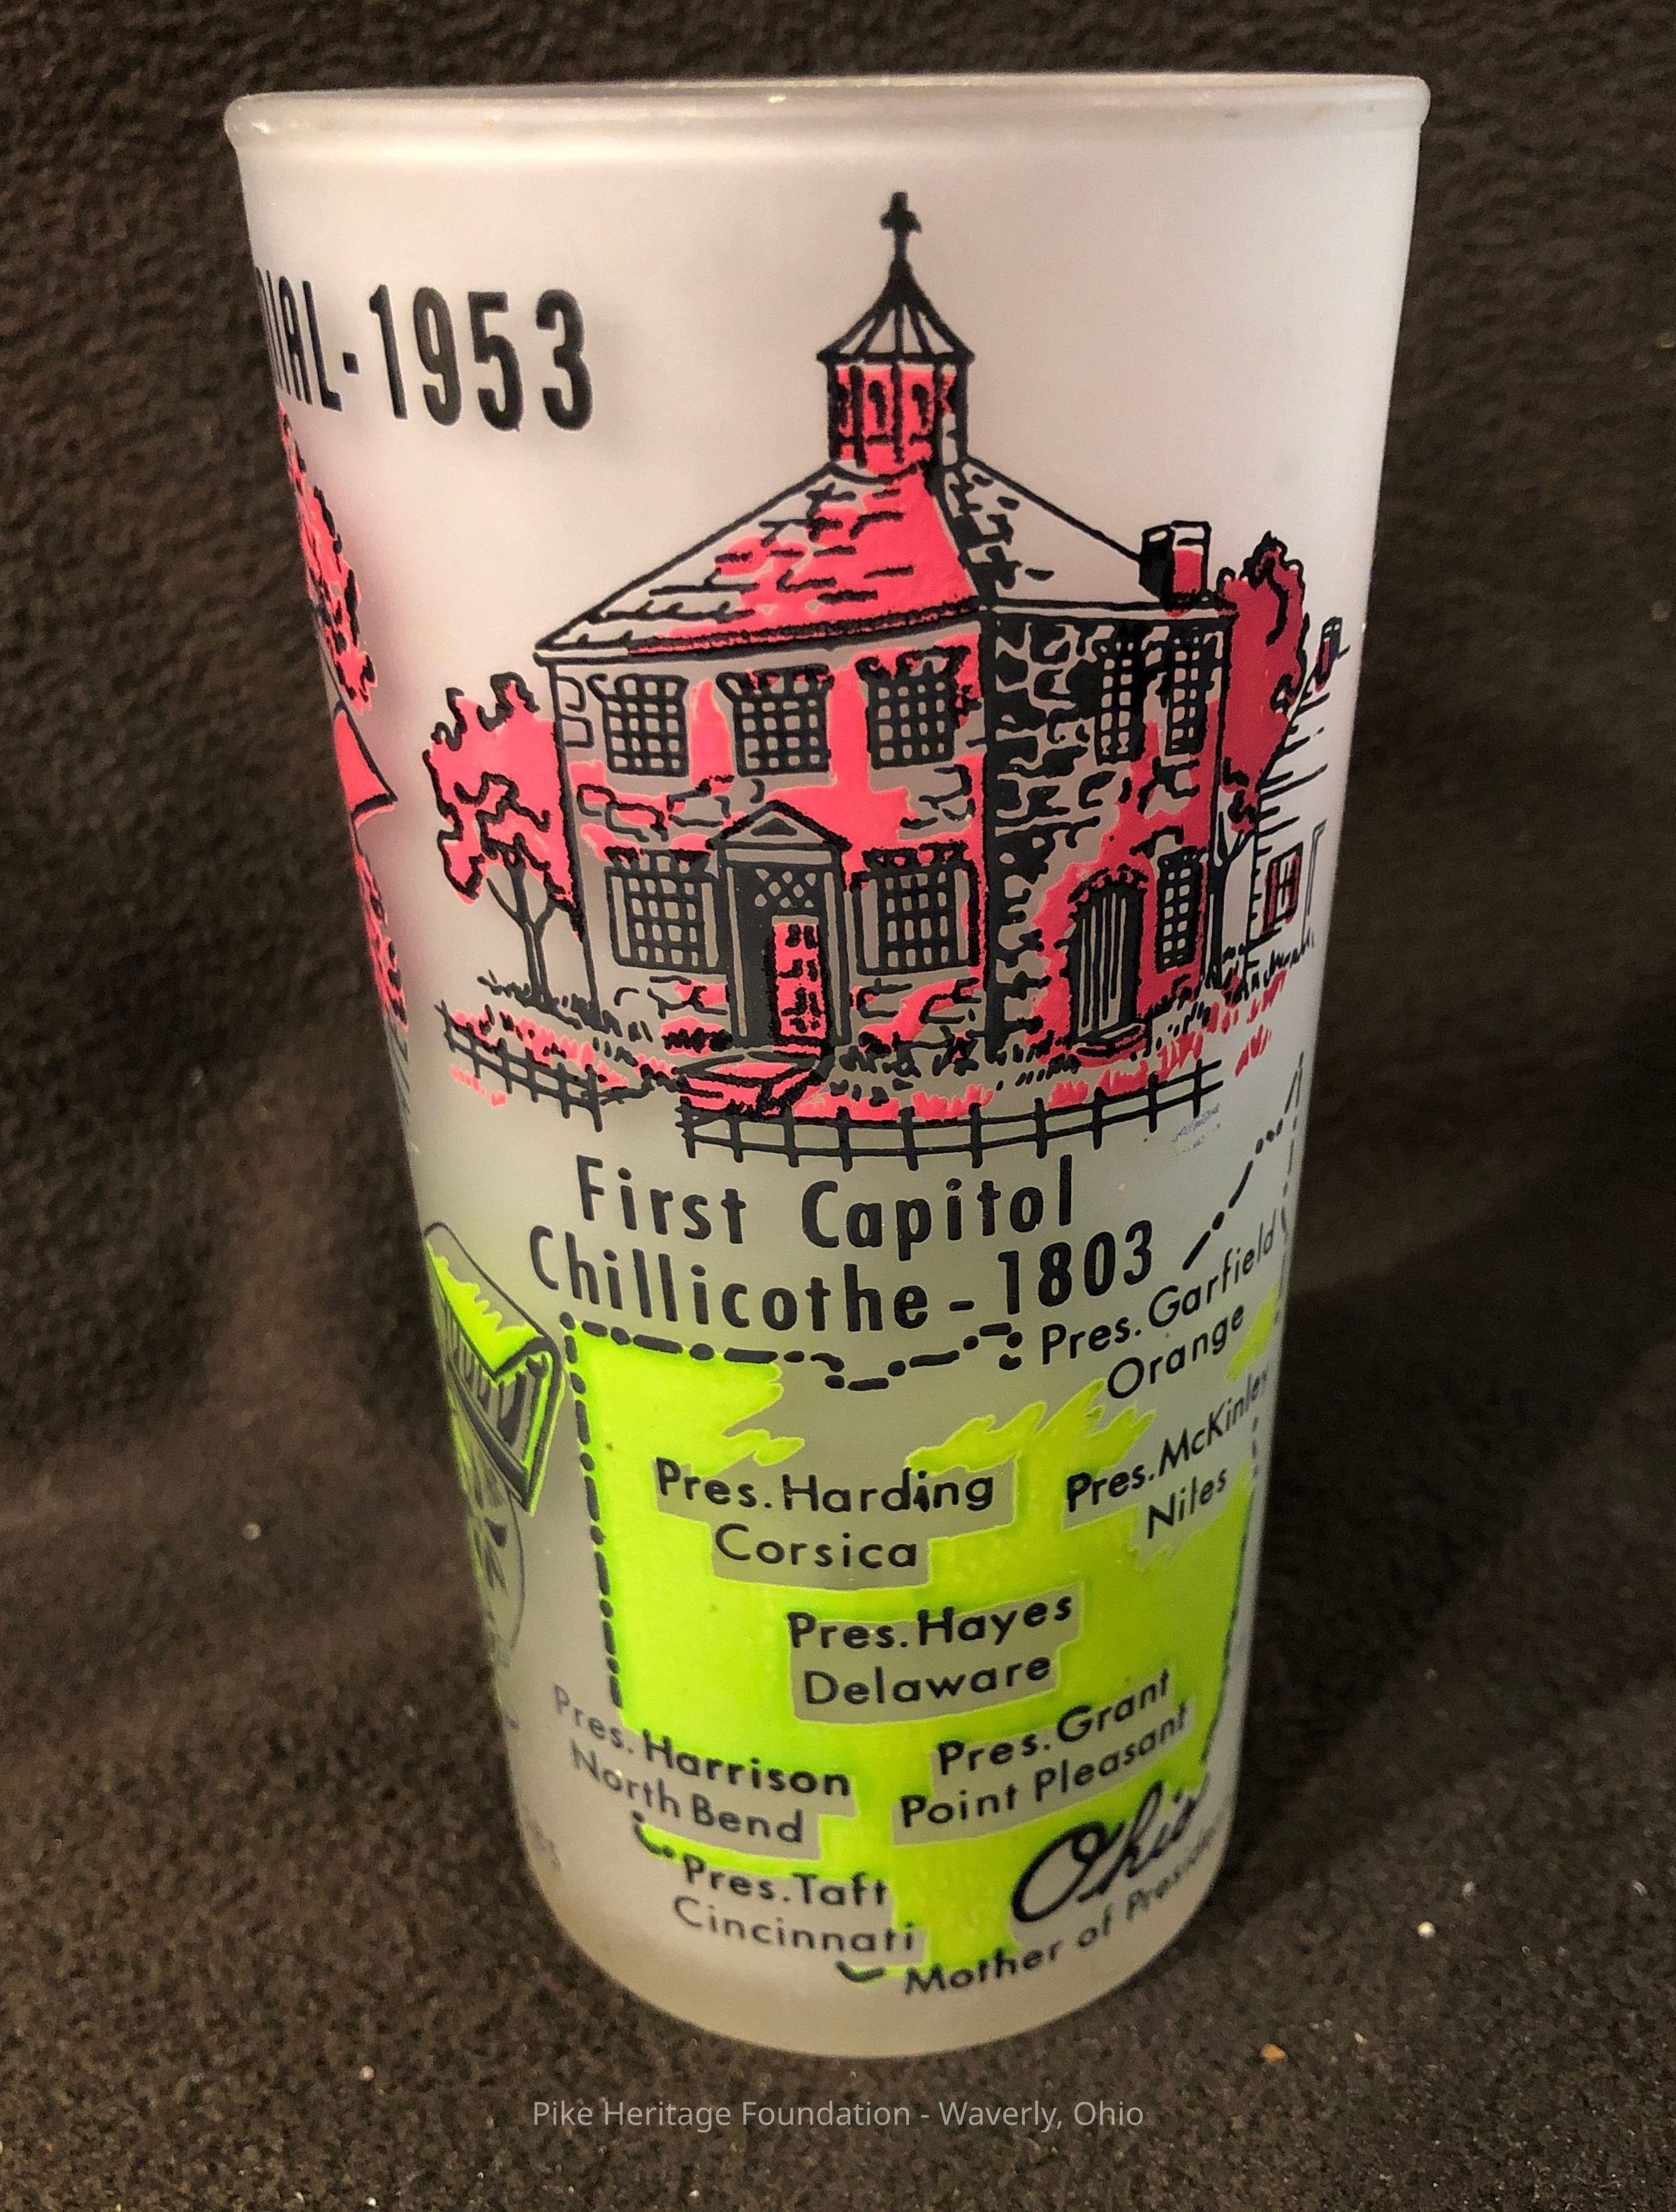 -1953
First Capitol
Chillicothe-1803
Pres. Garfield
Orange
Pres. McKinley
Niles
Pres. Harding
Corsica
Pres. Hayes
Delaware
Pres. Grant
Point Pleasant
Pres. Harrison
North Bend
Pres. Taft
Cincinnati
Ohio
Mother of
Pike Heritage Foundation - Waverly, Ohio